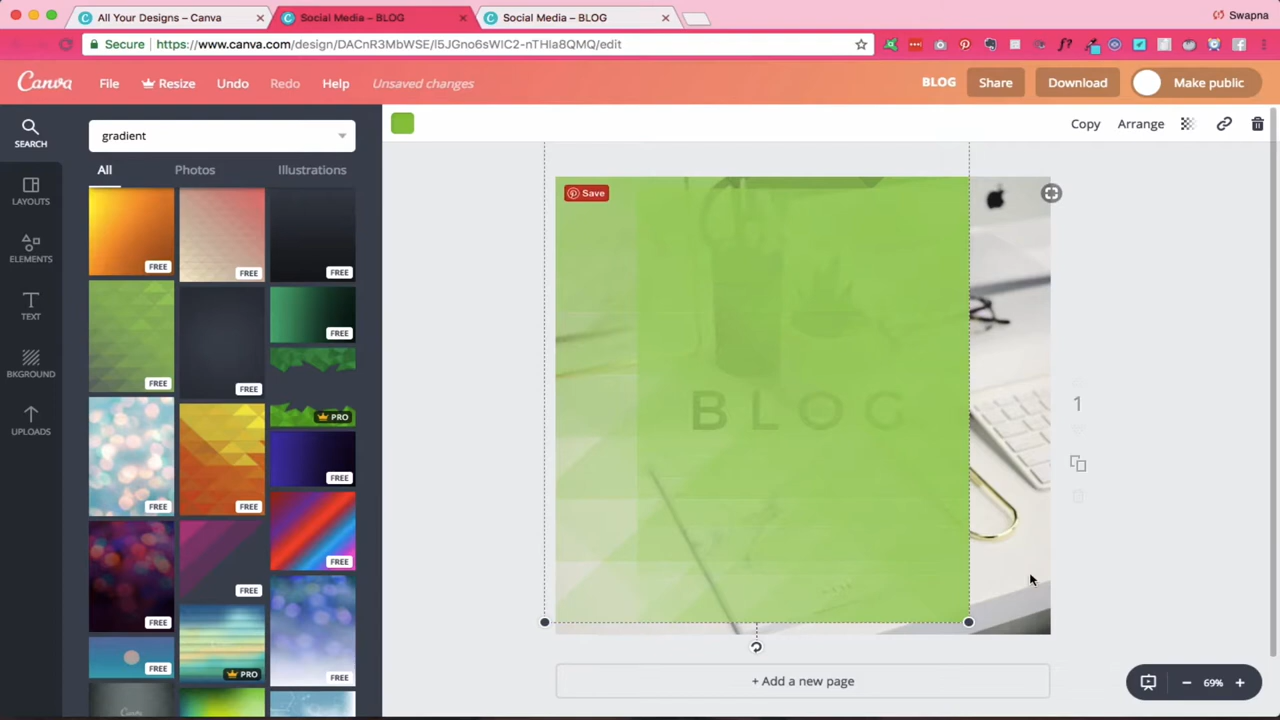 All Your Designs – Canva
Social Media – BLOG
Social Media – BLOG
Swapna
Secure
https://www.canva.com/design/DACnR3MbWSE/l5JGno6sWlC2-nTHla8QMQ/edit
Canva
File
Resize
Undo
Redo
Help
Unsaved changes
BLOG
Share
Download
Make public
SEARCH
LAYOUTS
ELEMENTS
TEXT
BKGROUND
UPLOADS
gradient
All
Photos
Illustrations
FREE
FREE
FREE
FREE
FREE
FREE
PRO
FREE
FREE
FREE
FREE
FREE
FREE
FREE
FREE
PRO
Copy
Arrange
Save
BLOG
1
+ Add a new page
69%